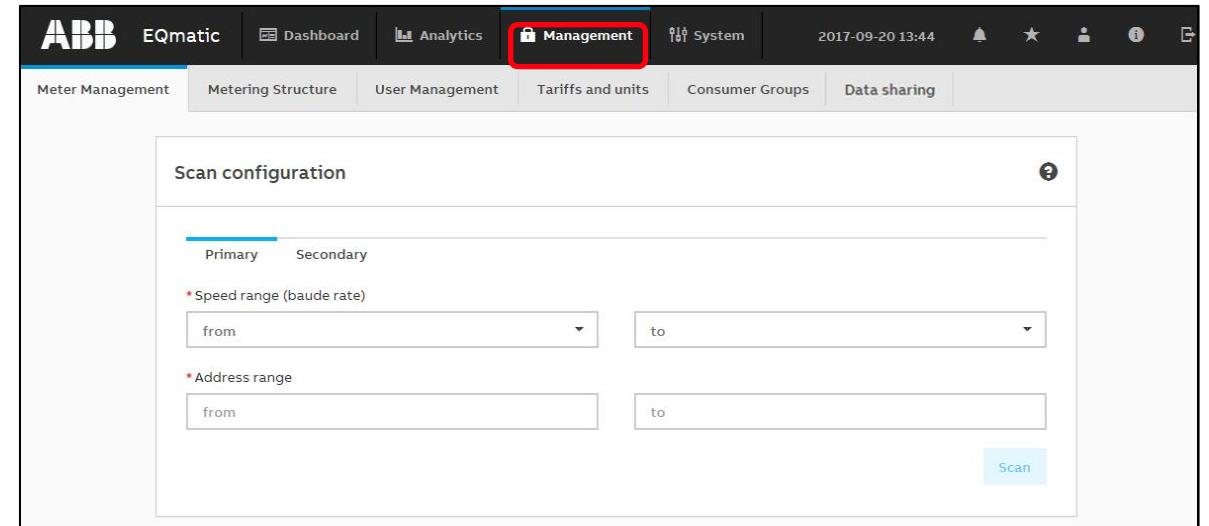 ABB EQmatic Dashboard Analytics Management System 2017-09-20 13:44
Meter Management Metering Structure User Management Tariffs and units Consumer Groups Data sharing
Scan configuration
Primary Secondary
* Speed range (baude rate)
from to
* Address range
from to
Scan